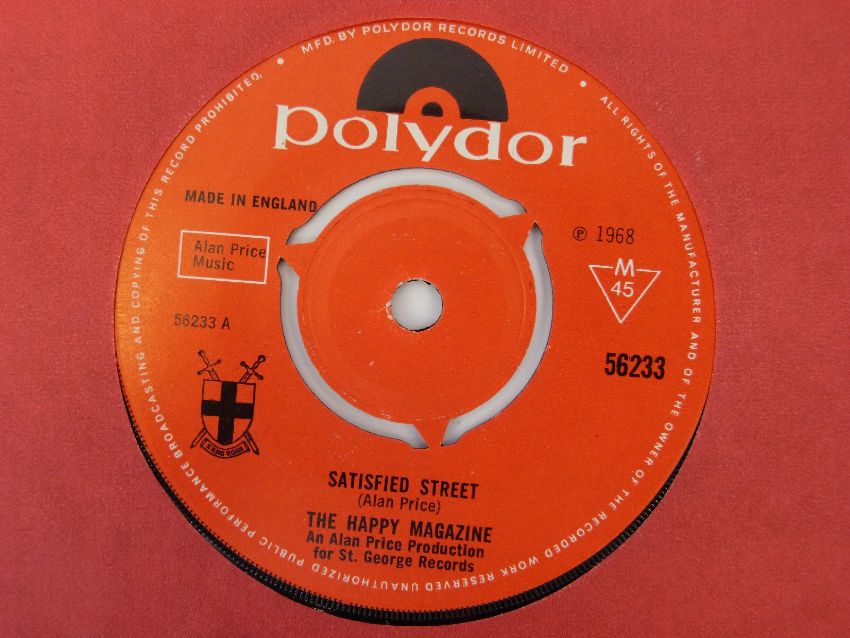 MFD. BY POLYDOR RECORDS LIMITED
ALL RIGHTS OF THE MANUFACTURER AND OF THE OWNER OF THE RECORDED WORK RESERVED UNAUTHORIZED PUBLIC PERFORMANCE BROADCASTING AND COPYING OF THIS RECORD PROHIBITED.
polydor
MADE IN ENGLAND
Alan Price
Music
56233 A
℗ 1968
M
45
56233
SATISFIED STREET
(Alan Price)
THE HAPPY MAGAZINE
An Alan Price Production
for St. George Records